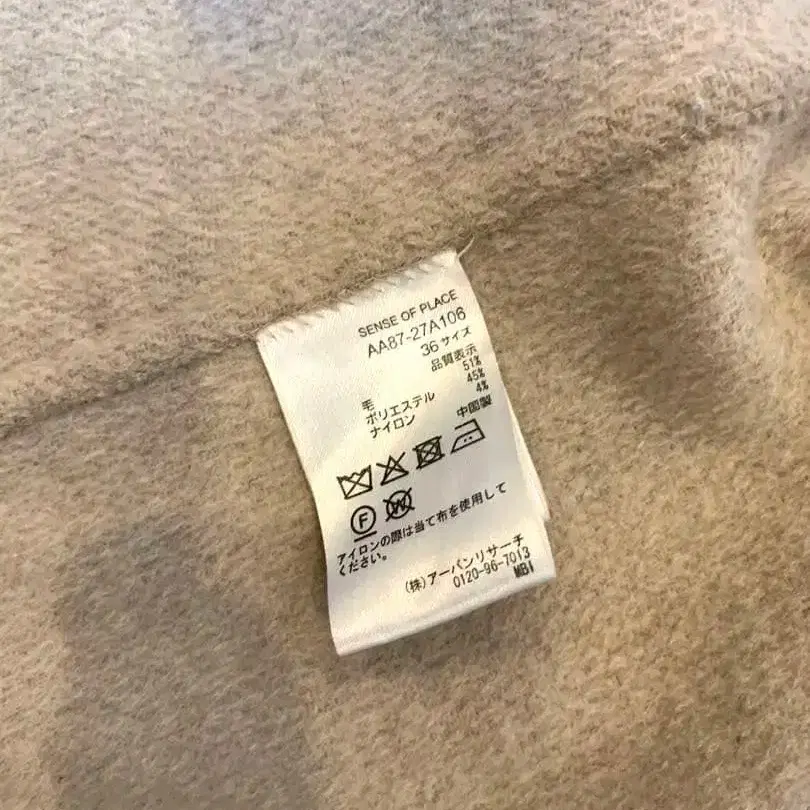 SENSE OF PLACE
AA87-27A106
36サイズ
品質表示
毛 51%
ポリエステル 45%
ナイロン 4%
中国製
F W
アイロンの際は当て布を使用して
ください。
(株)アーバンリサーチ
0120-96-7013
MB1